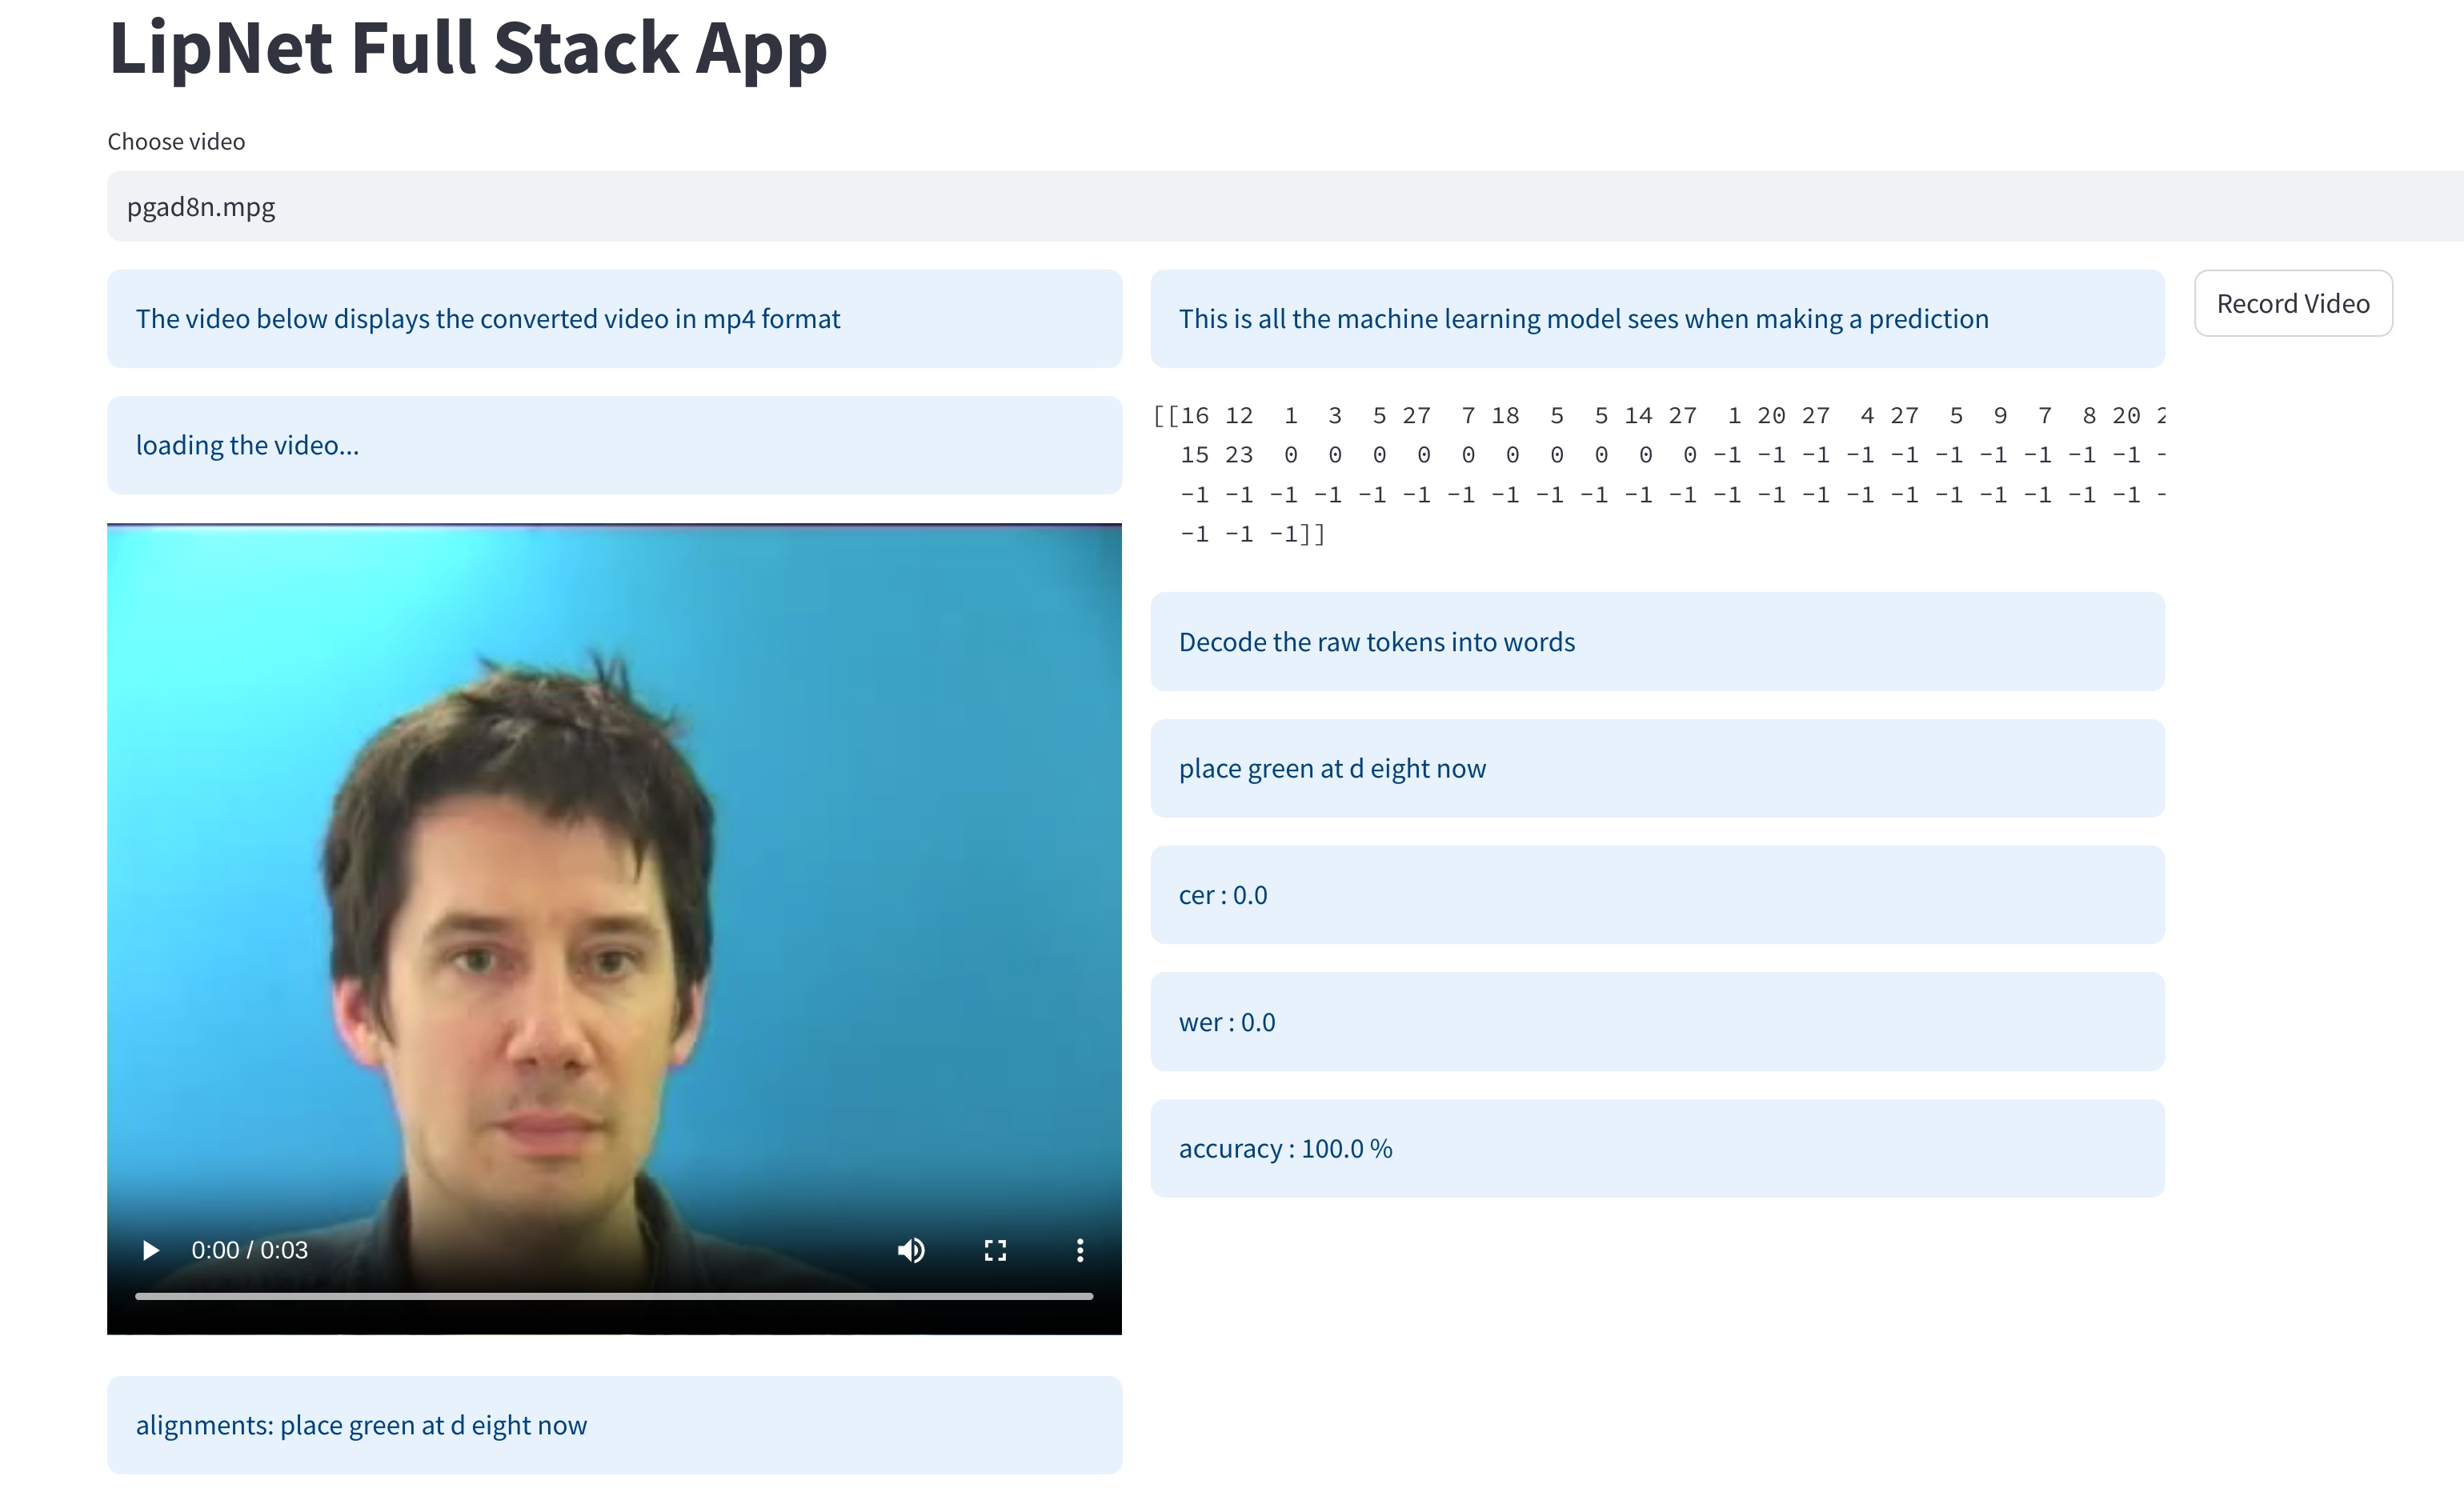 LipNet Full Stack App
Choose video
pgad8n.mpg
The video below displays the converted video in mp4 format
loading the video...
0:00 / 0:03
alignments: place green at d eight now
This is all the machine learning model sees when making a prediction
[[16 12 1 3 5 27 7 18 5 5 14 27 1 20 27 4 27 5 9 7 8 20
15 23 0 0 0 0 0 0 0 0 0 0 -1 -1 -1 -1 -1 -1 -1 -1 -1 -1
-1 -1 -1 -1 -1 -1 -1 -1 -1 -1 -1 -1 -1 -1 -1 -1 -1 -1 -1 -1 -1 -1
-1 -1 -1]]
Decode the raw tokens into words
place green at d eight now
cer : 0.0
wer : 0.0
accuracy : 100.0 %
Record Video